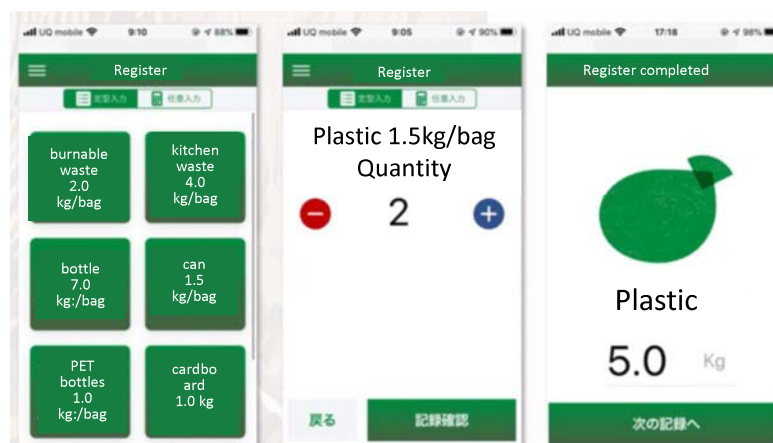 UQ mobile 9:10 88%
Register
定型入力 任意入力
burnable
waste
2.0
kg/bag
kitchen
waste
4.0
kg/bag
bottle
7.0
kg:/bag
can
1.5
kg/bag
PET
bottles
1.0
kg:/bag
cardbo
ard
1.0 kg
UQ mobile 9:05 90%
Register
定型入力 任意入力
Plastic 1.5kg/bag
Quantity
2
戻る 記録確認
UQ mobile 17:18 98%
Register completed
Plastic
5.0 Kg
次の記録へ